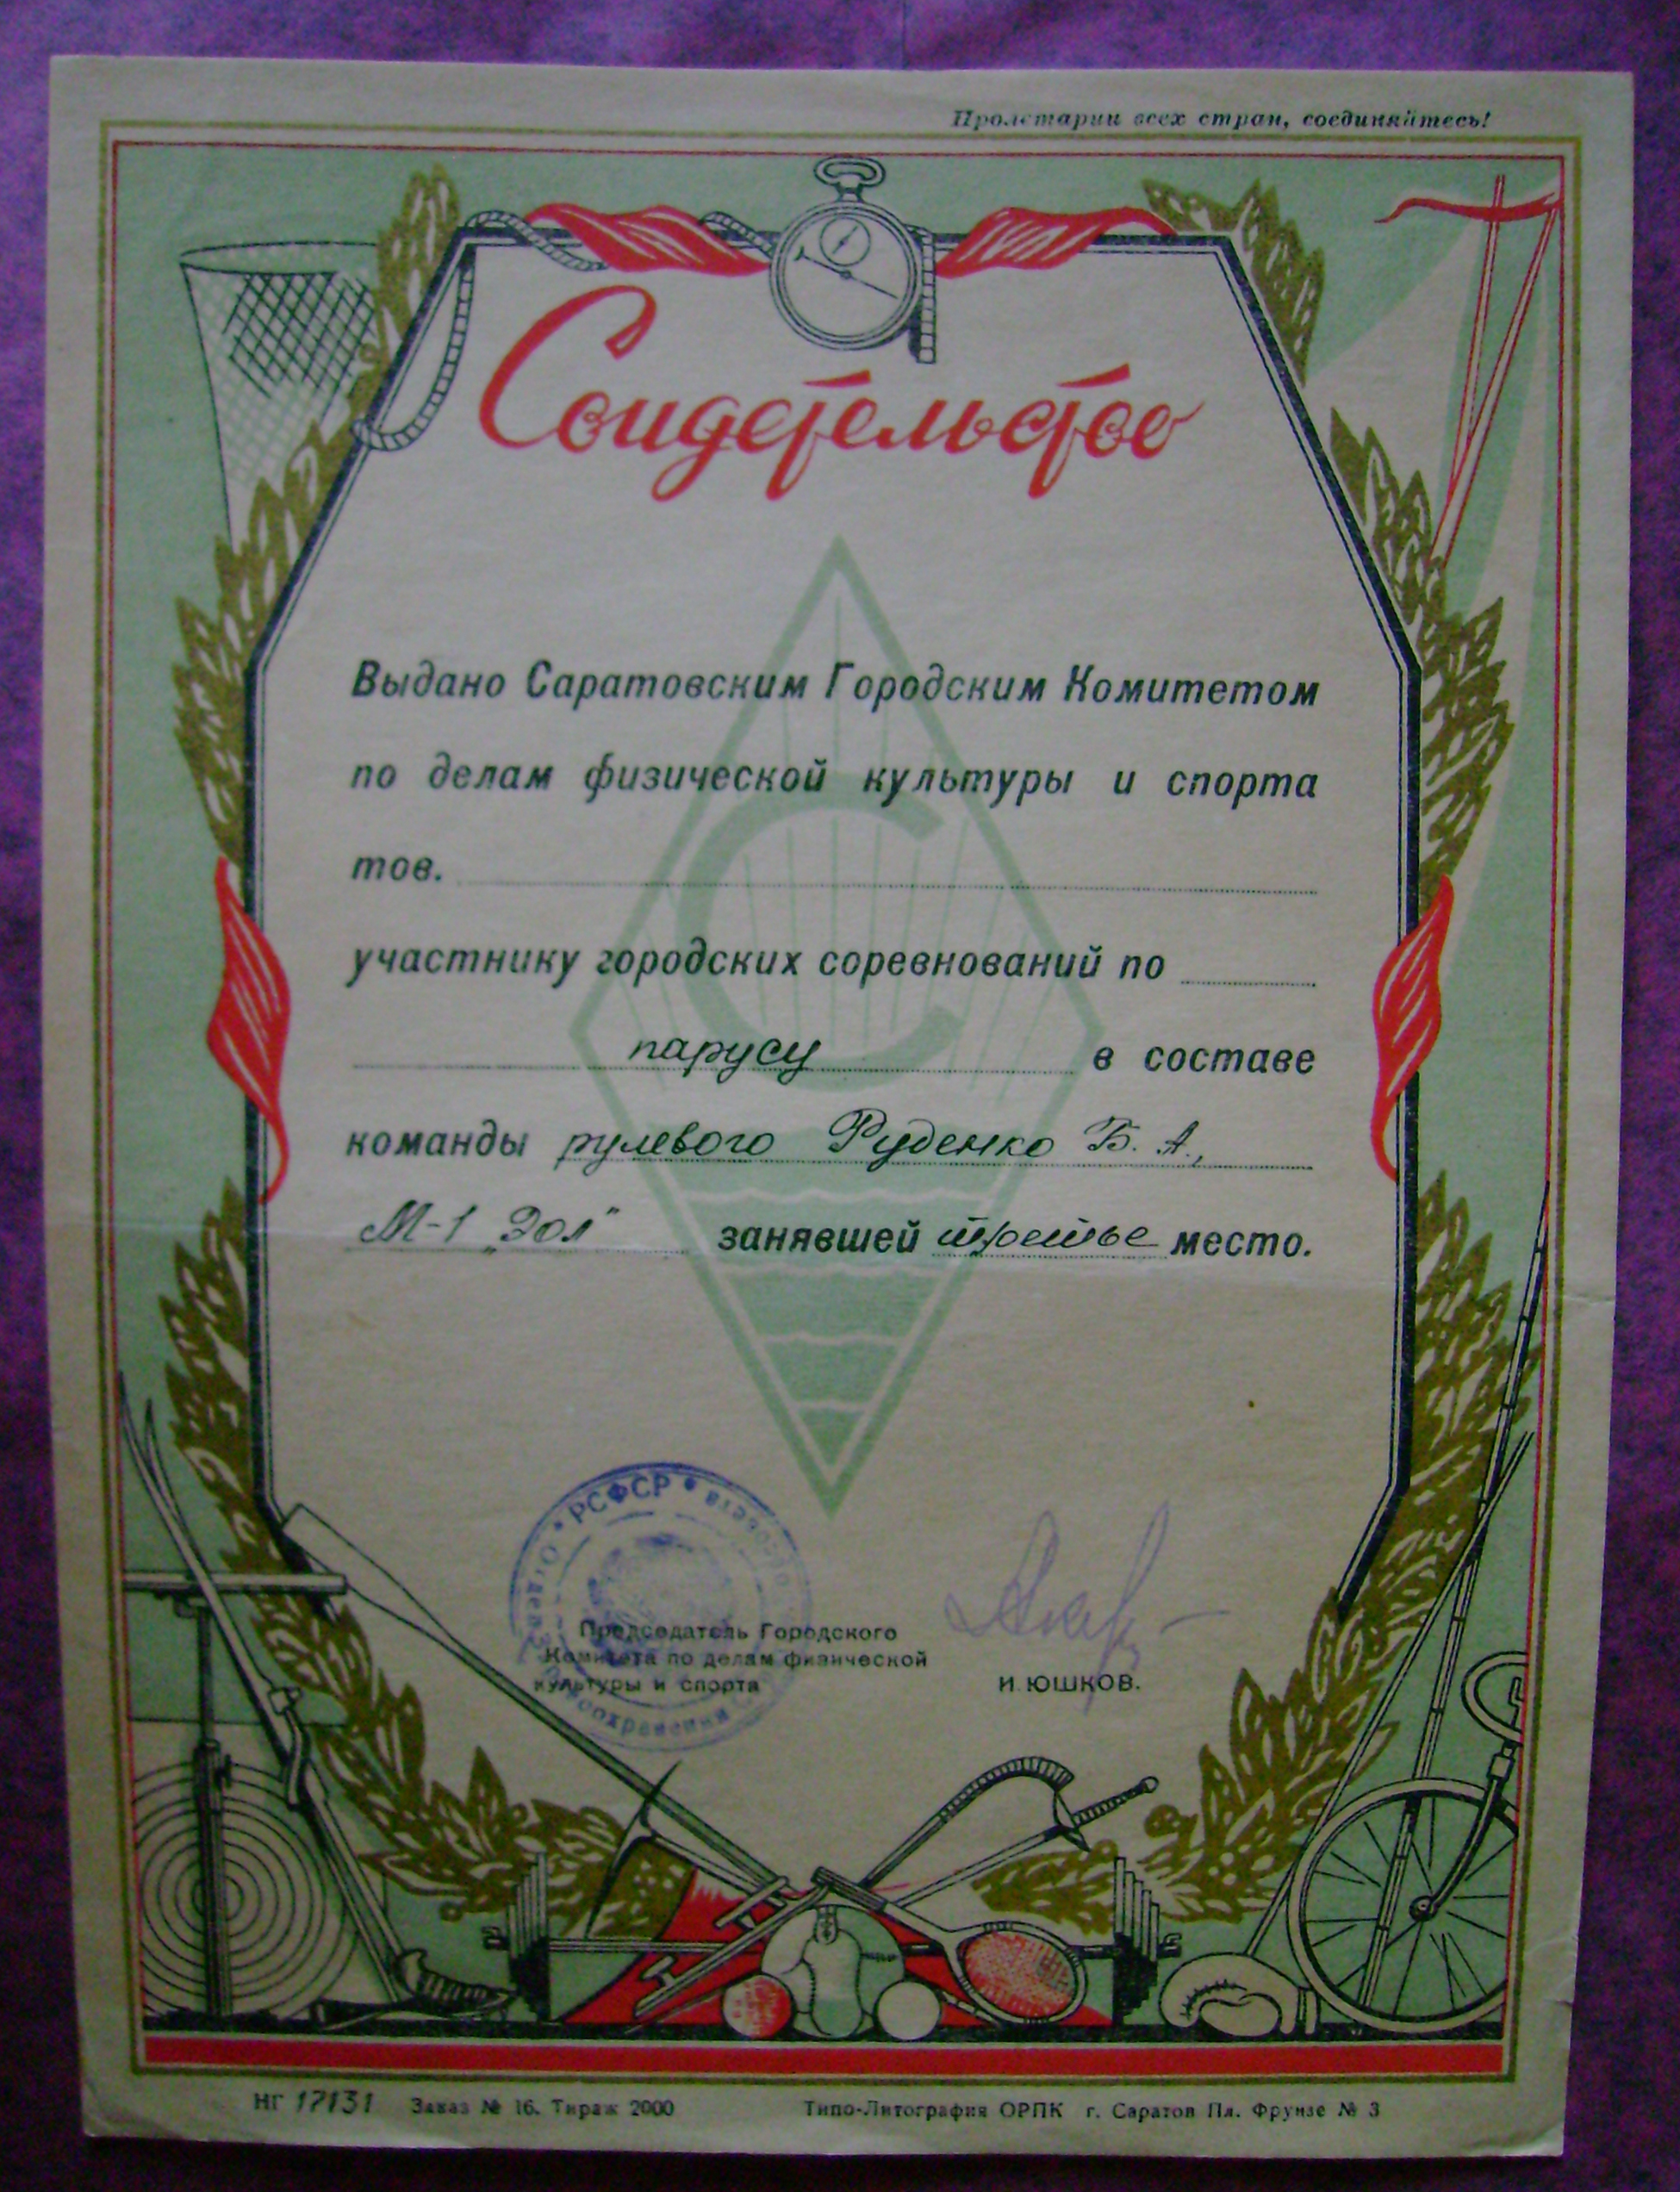 Пролетарии всех стран, соединяйтесь!
Свидетельство
Выдано Саратовским Городским Комитетом
по делам физической культуры и спорта
тов.
участнику городских соревнований по
парусу в составе
команды рулевого Руденко Б. А.,
М-1 „Эол" занявшей третье место.
С
РСФСР
Председатель Городского
Комитета по делам физической
культуры и спорта
И. ЮШКОВ.
НГ 17131 Заказ № 16. Тираж 2000 Типо-Литография ОРПК г. Саратов Пл. Фрунзе № 3